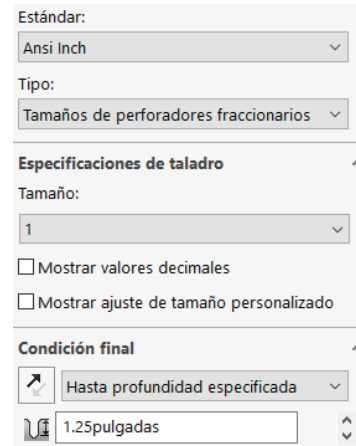 Estándar:
Ansi Inch
Tipo:
Tamaños de perforadores fraccionarios
Especificaciones de taladro
Tamaño:
1
Mostrar valores decimales
Mostrar ajuste de tamaño personalizado
Condición final
Hasta profundidad especificada
1.25pulgadas